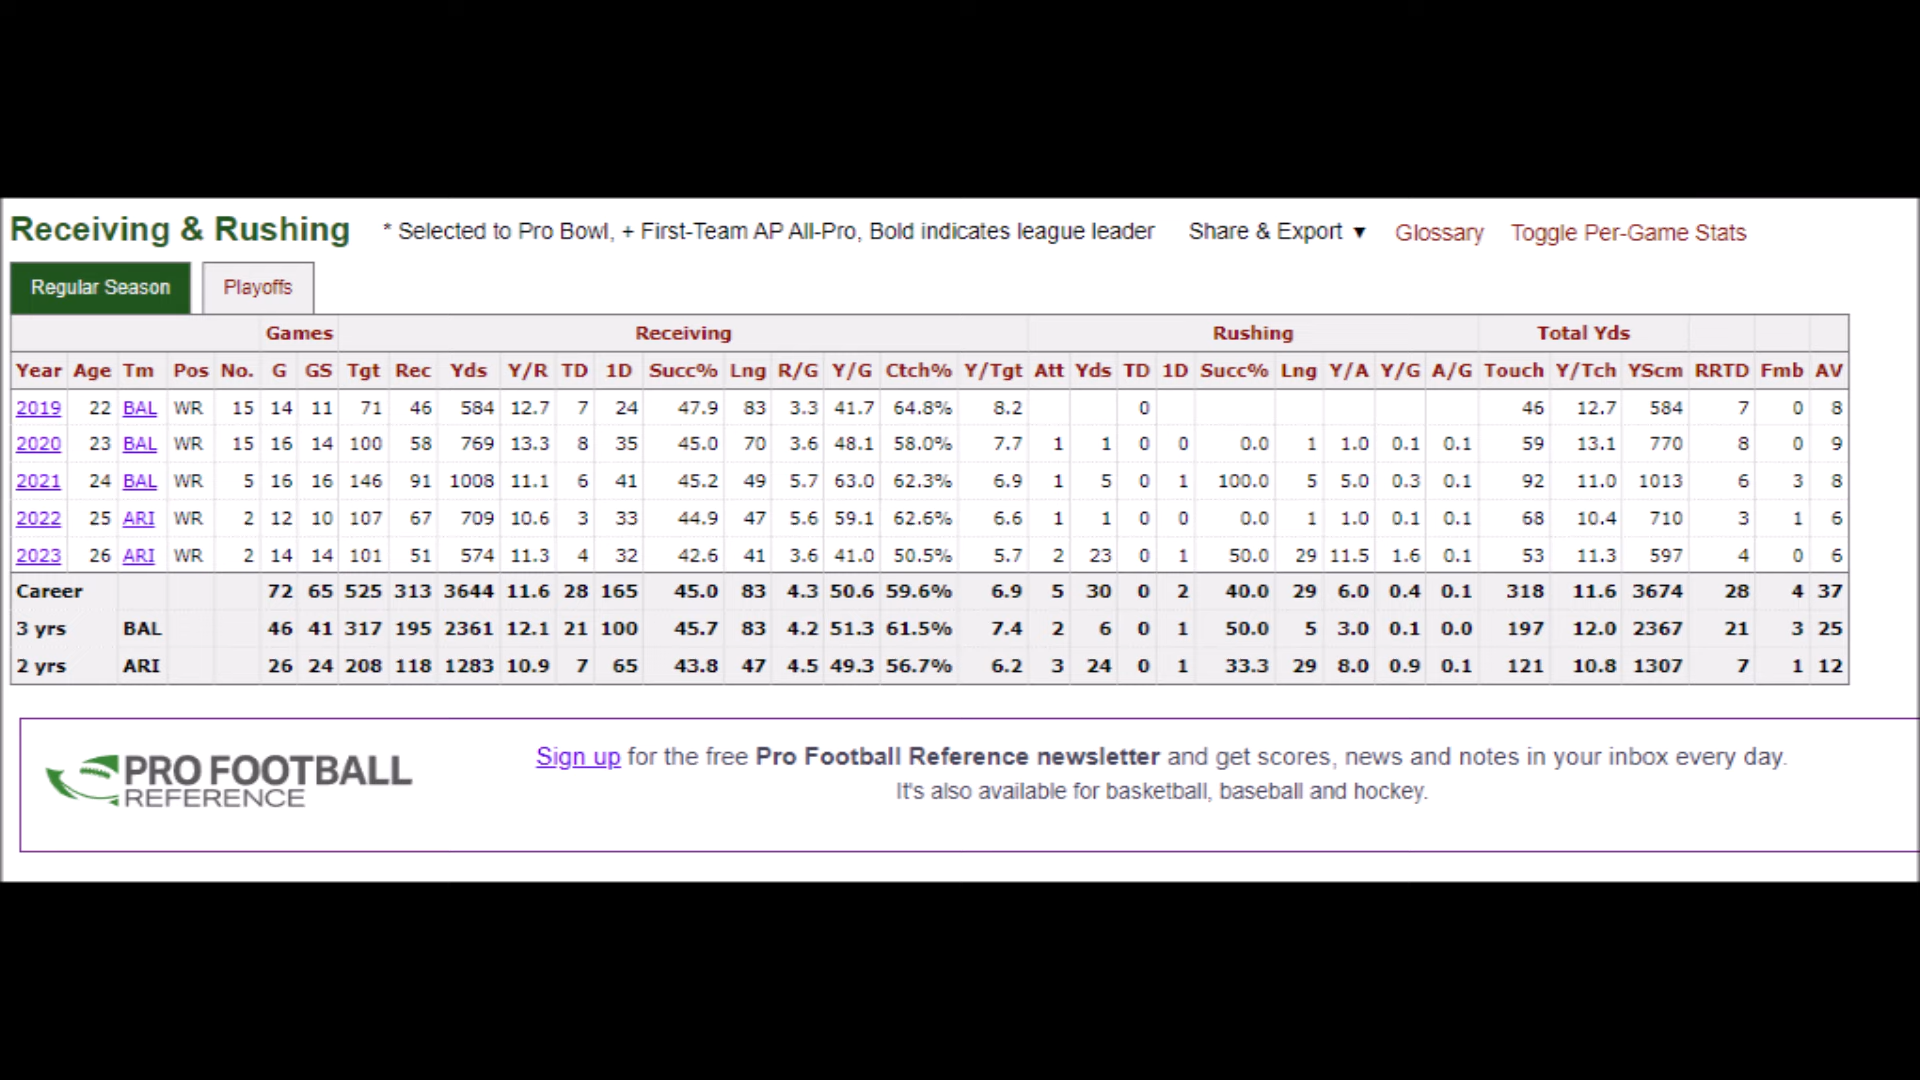 Receiving & Rushing * Selected to Pro Bowl, + First-Team AP All-Pro, Bold indicates league leader Share & Export ▼ Glossary Toggle Per-Game Stats
Regular Season Playoffs
Games Receiving Rushing Total Yds
Year Age Tm Pos No. G GS Tgt Rec Yds Y/R TD 1D Succ% Lng R/G Y/G Ctch% Y/Tgt Att Yds TD 1D Succ% Lng Y/A Y/G A/G Touch Y/Tch YScm RRTD Fmb AV
2019 22 BAL WR 15 14 11 71 46 584 12.7 7 24 47.9 83 3.3 41.7 64.8% 8.2 0 46 12.7 584 7 0 8
2020 23 BAL WR 15 16 14 100 58 769 13.3 8 35 45.0 70 3.6 48.1 58.0% 7.7 1 1 0 0 0.0 1 1.0 0.1 0.1 59 13.1 770 8 0 9
2021 24 BAL WR 5 16 16 146 91 1008 11.1 6 41 45.2 49 5.7 63.0 62.3% 6.9 1 5 0 1 100.0 5 5.0 0.3 0.1 92 11.0 1013 6 3 8
2022 25 ARI WR 2 12 10 107 67 709 10.6 3 33 44.9 47 5.6 59.1 62.6% 6.6 1 1 0 0 0.0 1 1.0 0.1 0.1 68 10.4 710 3 1 6
2023 26 ARI WR 2 14 14 101 51 574 11.3 4 32 42.6 41 3.6 41.0 50.5% 5.7 2 23 0 1 50.0 29 11.5 1.6 0.1 53 11.3 597 4 0 6
Career 72 65 525 313 3644 11.6 28 165 45.0 83 4.3 50.6 59.6% 6.9 5 30 0 2 40.0 29 6.0 0.4 0.1 318 11.6 3674 28 4 37
3 yrs BAL 46 41 317 195 2361 12.1 21 100 45.7 83 4.2 51.3 61.5% 7.4 2 6 0 1 50.0 5 3.0 0.1 0.0 197 12.0 2367 21 3 25
2 yrs ARI 26 24 208 118 1283 10.9 7 65 43.8 47 4.5 49.3 56.7% 6.2 3 24 0 1 33.3 29 8.0 0.9 0.1 121 10.8 1307 7 1 12
PRO FOOTBALL
REFERENCE
Sign up for the free Pro Football Reference newsletter and get scores, news and notes in your inbox every day.
It's also available for basketball, baseball and hockey.